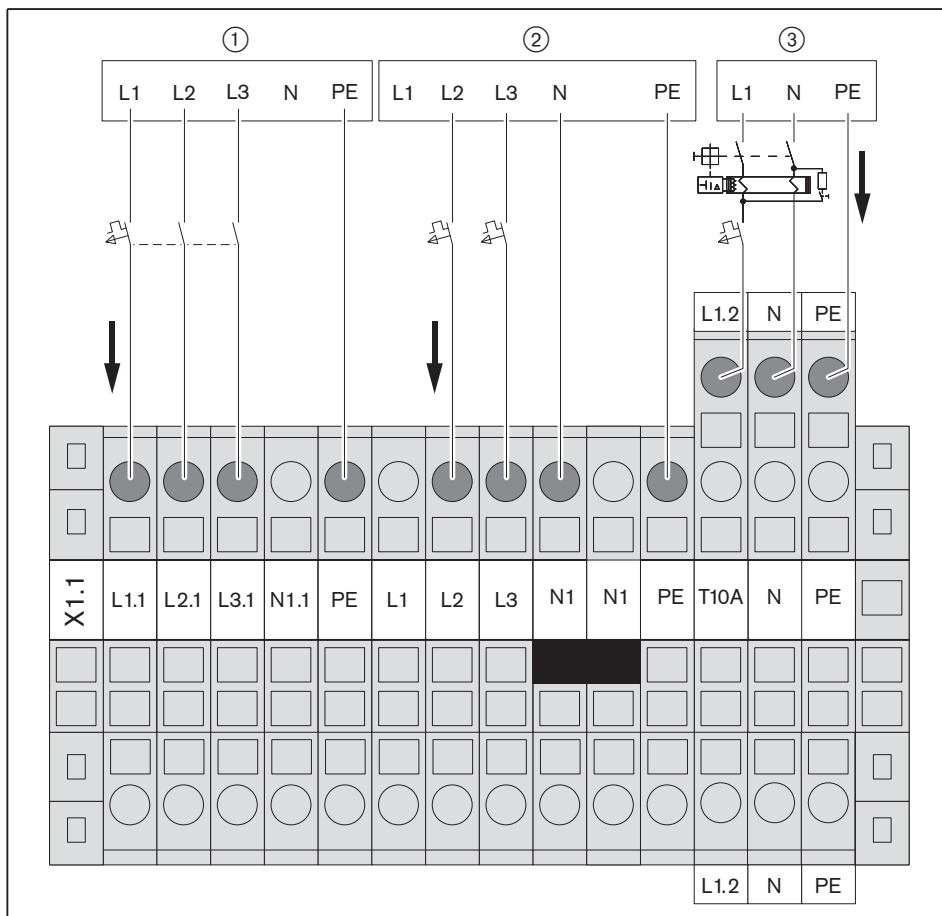 ① ② ③
L1 L2 L3 N PE L1 L2 L3 N PE L1 N PE
L1.2 N PE
X1.1 L1.1 L2.1 L3.1 N1.1 PE L1 L2 L3 N1 N1 PE T10A N PE
L1.2 N PE